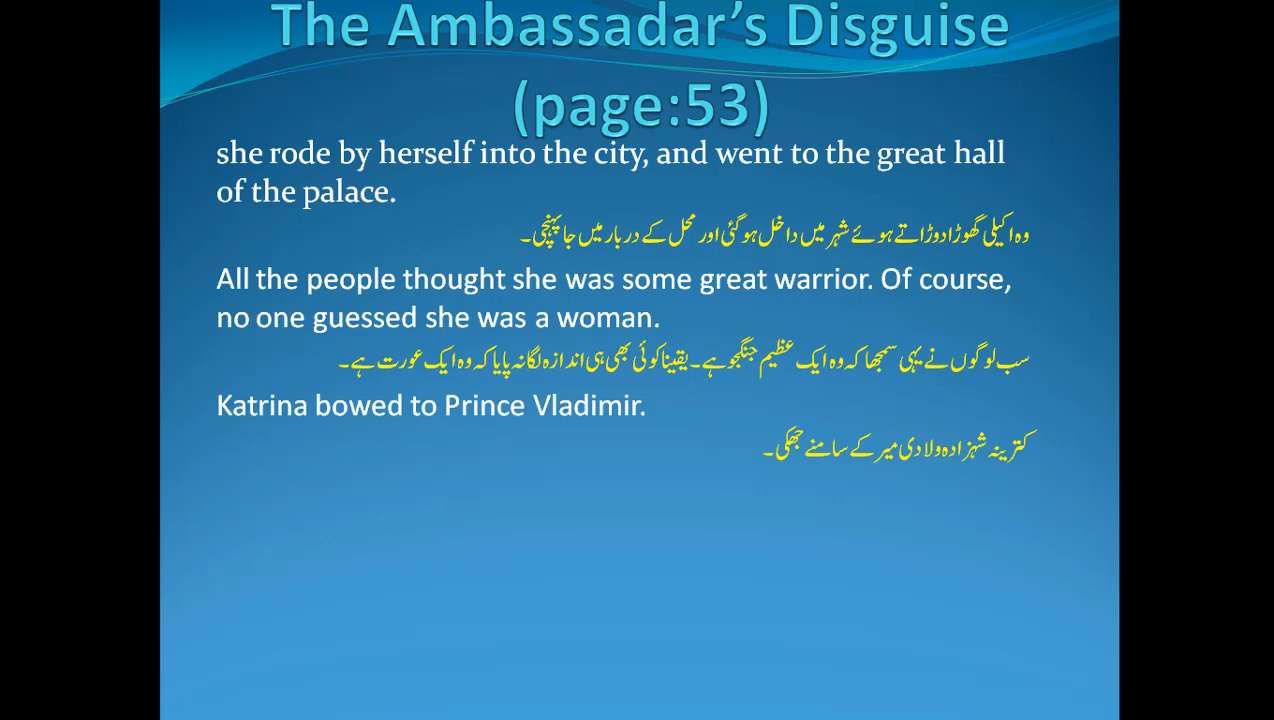 The Ambassadar’s Disguise
(page:53)
she rode by herself into the city, and went to the great hall
of the palace.
وہ اکیلی گھوڑا دوڑاتے ہوئے شہر میں داخل ہو گئی اور محل کے دربار میں جا پہنچی۔
All the people thought she was some great warrior. Of course,
no one guessed she was a woman.
سب لوگوں نے یہی سمجھا کہ وہ ایک عظیم جنگجو ہے۔ یقینا کوئی بھی ہی اندازہ لگا نہ پایا کہ وہ ایک عورت ہے۔
Katrina bowed to Prince Vladimir.
کترینہ شہزادہ ولادی میر کے سامنے جھکی۔